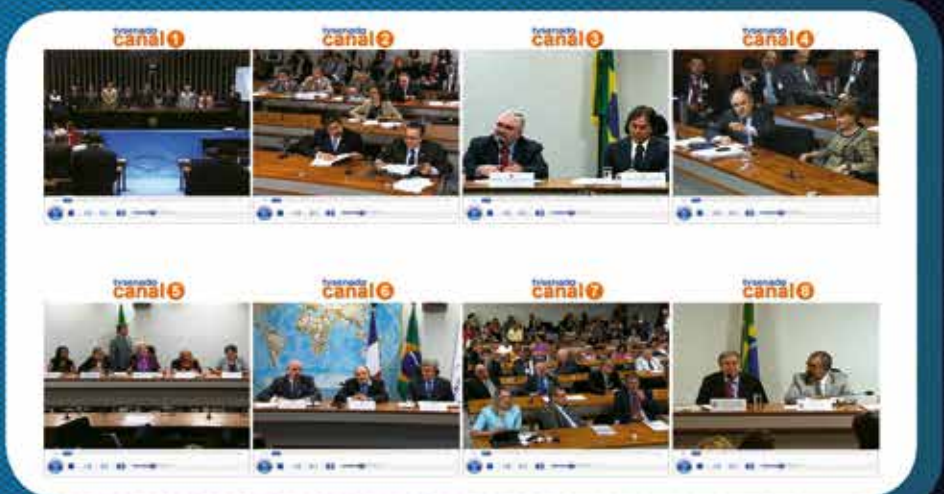 tvsenado
canal 1
tvsenado
canal 2
tvsenado
canal 3
tvsenado
canal 4
tvsenado
canal 5
tvsenado
canal 6
tvsenado
canal 7
tvsenado
canal 8